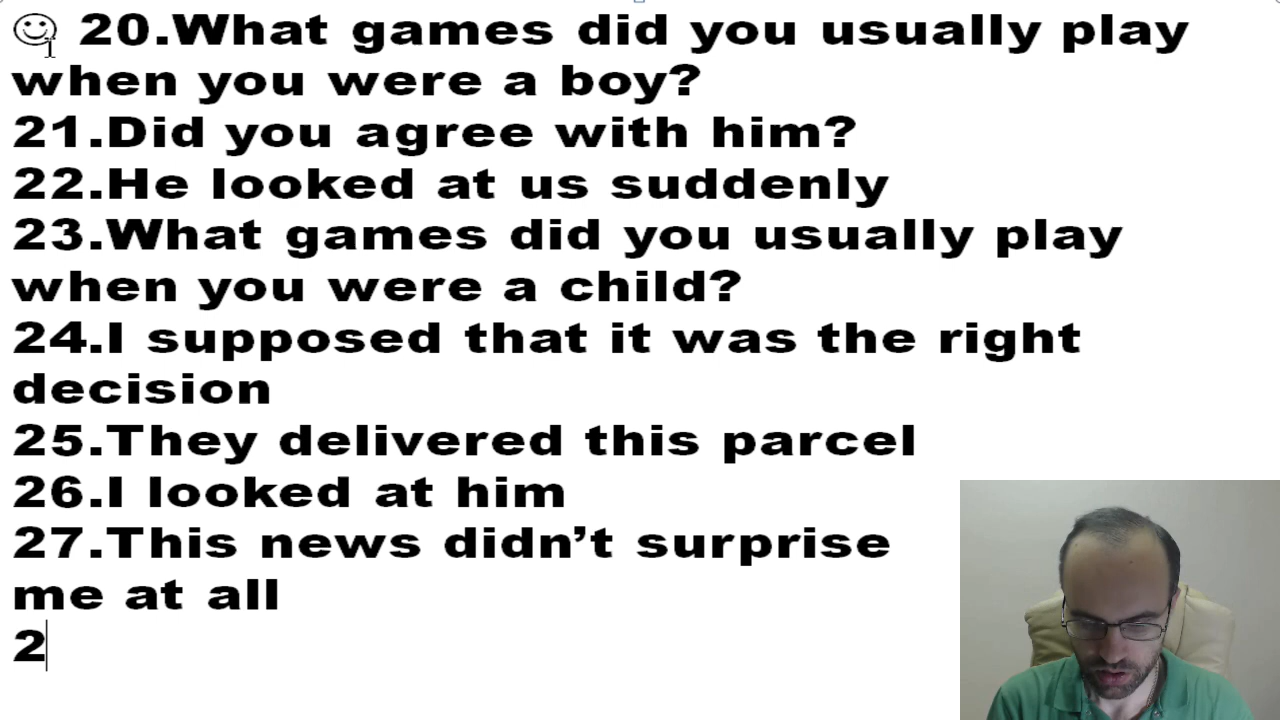 ☺ 20.What games did you usually play
when you were a boy?
21.Did you agree with him?
22.He looked at us suddenly
23.What games did you usually play
when you were a child?
24.I supposed that it was the right
decision
25.They delivered this parcel
26.I looked at him
27.This news didn’t surprise
me at all
2